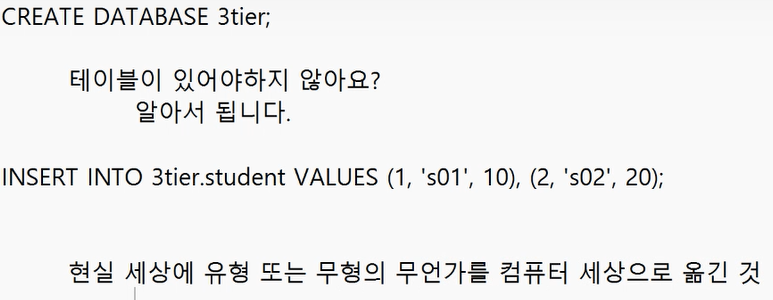 CREATE DATABASE 3tier;
테이블이 있어야하지 않아요?
알아서 됩니다.
INSERT INTO 3tier.student VALUES (1, 's01', 10), (2, 's02', 20);
현실 세상에 유형 또는 무형의 무언가를 컴퓨터 세상으로 옮긴 것